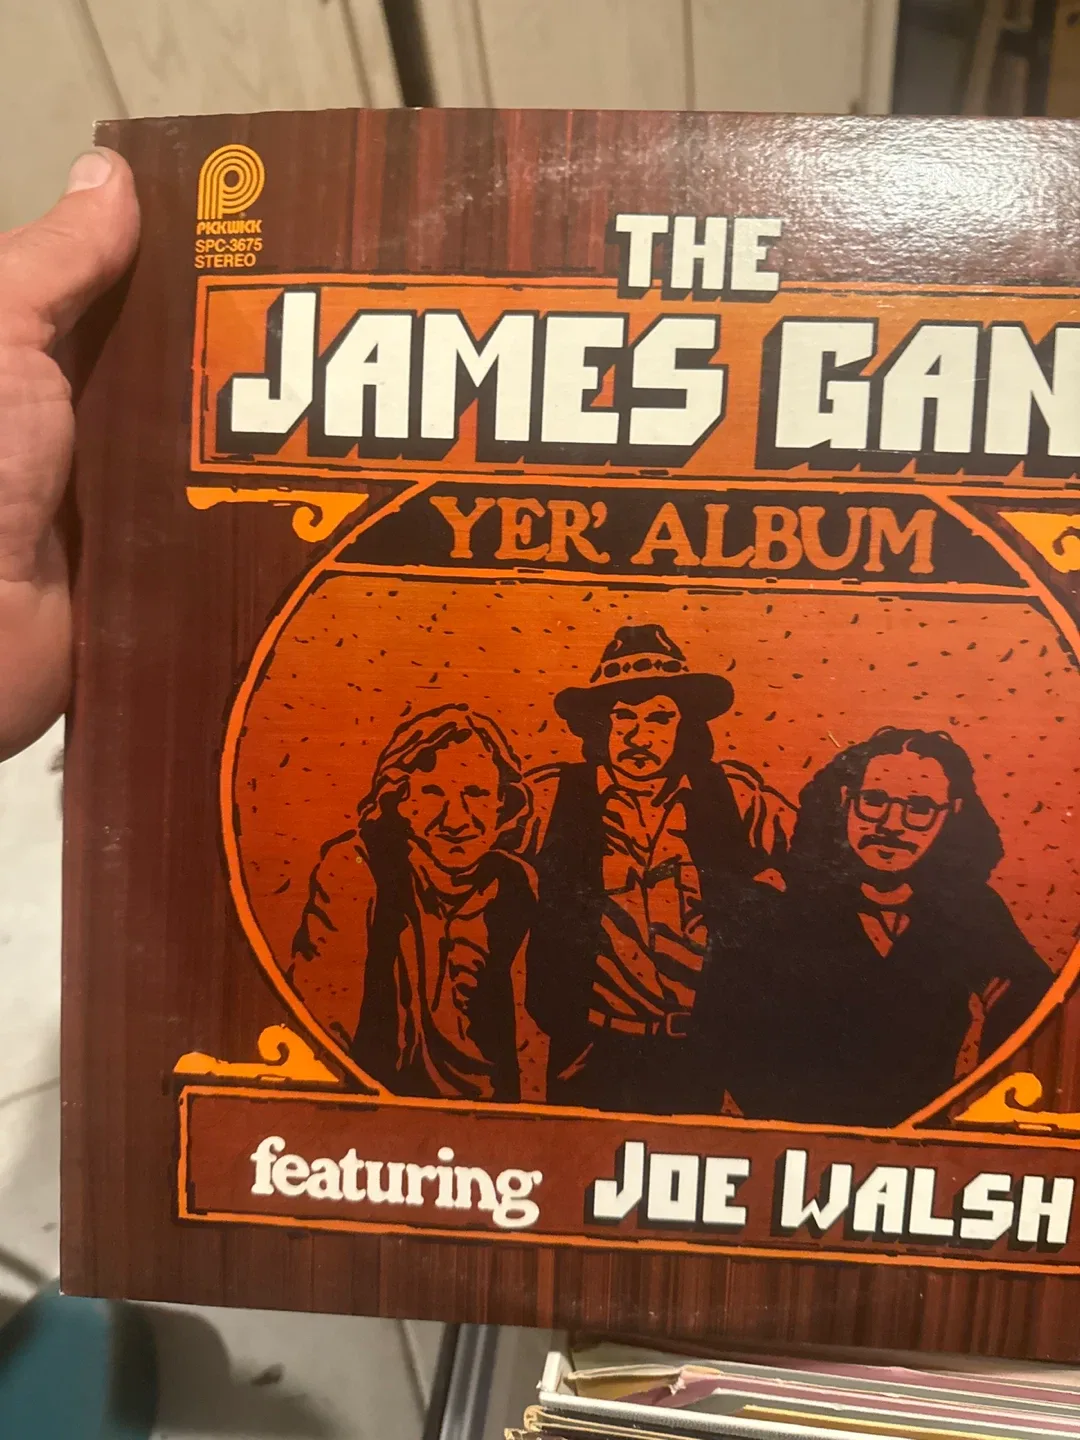 PICKWICK
SPC-3675
STEREO
THE
JAMES GAN
YER' ALBUM
featuring JOE WALSH